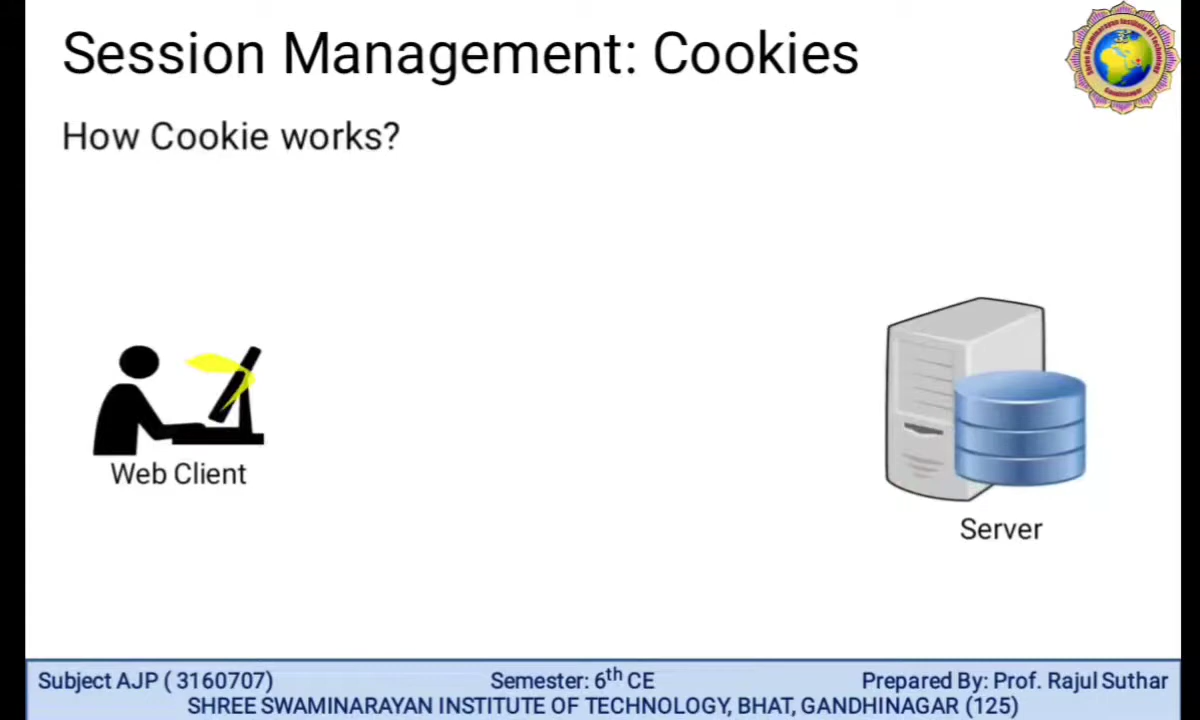 Session Management: Cookies
How Cookie works?
Web Client
Server
Subject AJP ( 3160707) Semester: 6th CE Prepared By: Prof. Rajul Suthar
SHREE SWAMINARAYAN INSTITUTE OF TECHNOLOGY, BHAT, GANDHINAGAR (125)